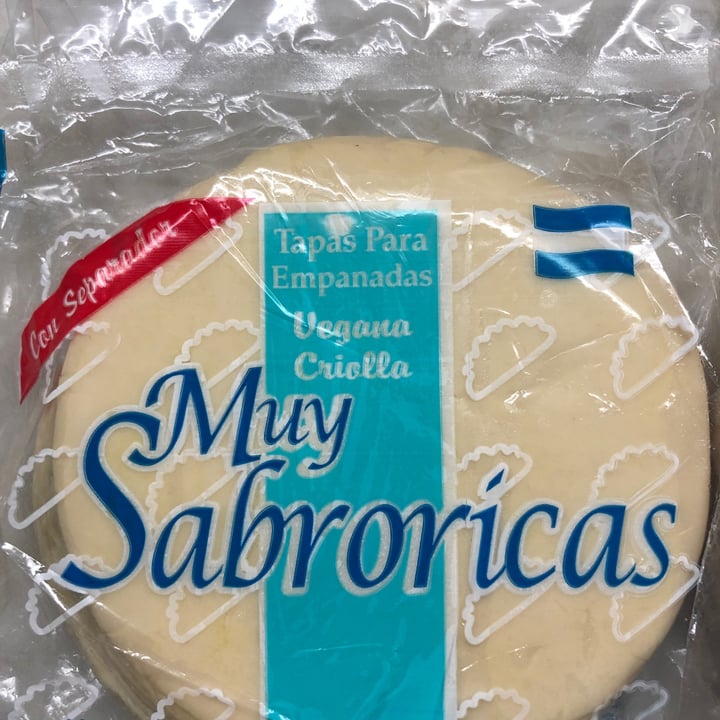 Con Separador
Tapas Para
Empanadas
Vegana
Criolla
Muy
Sabroricas